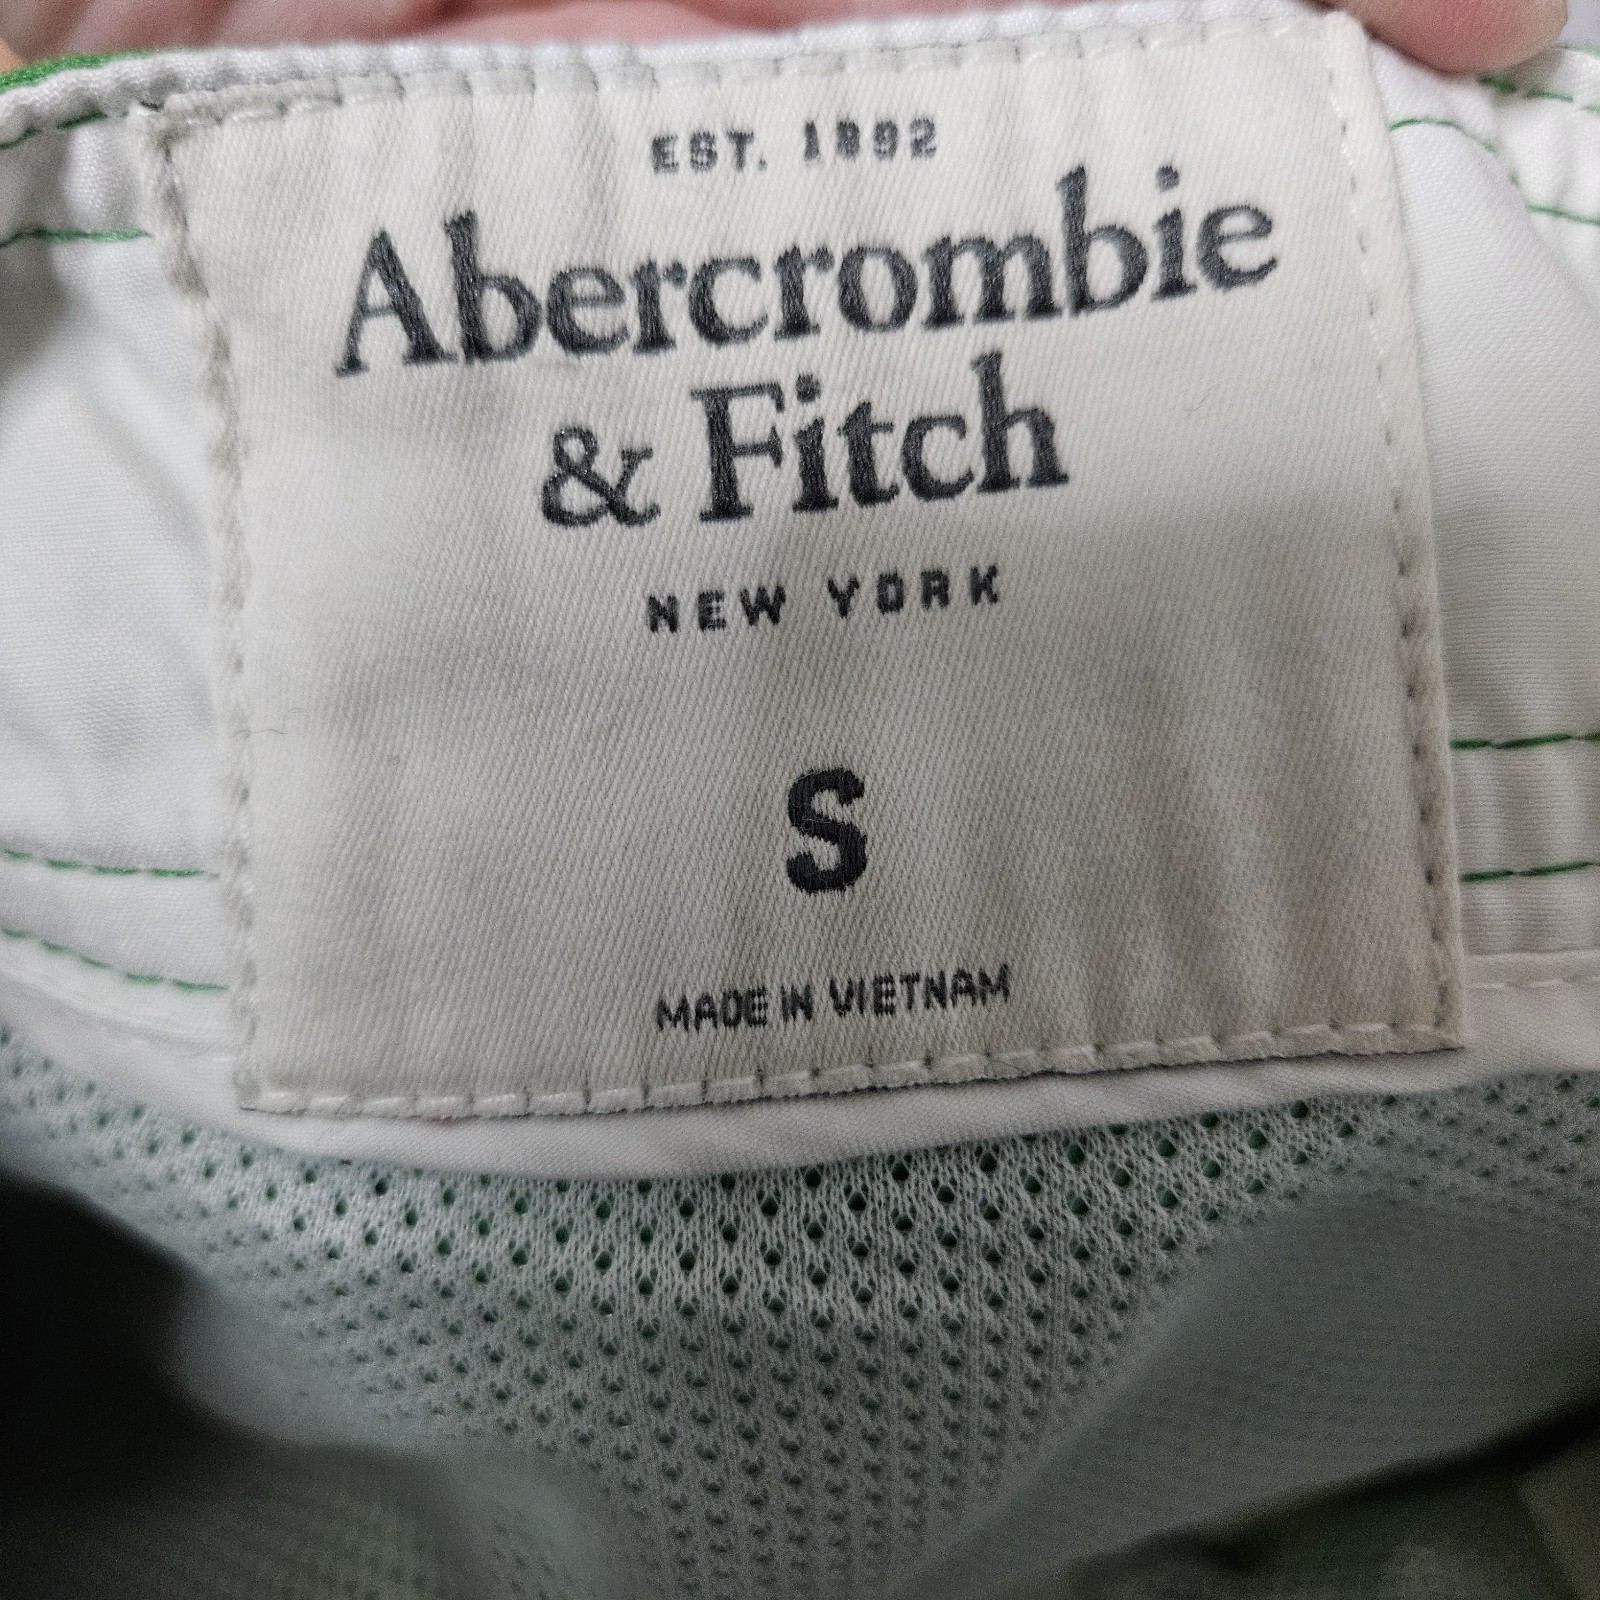 EST. 1892
Abercrombie
& Fitch
NEW YORK
S
MADE IN VIETNAM